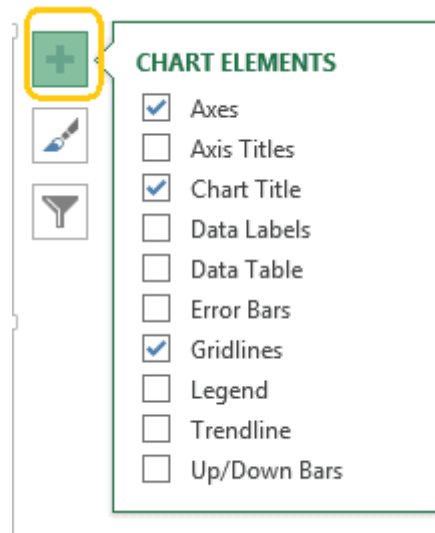 CHART ELEMENTS
Axes
Axis Titles
Chart Title
Data Labels
Data Table
Error Bars
Gridlines
Legend
Trendline
Up/Down Bars